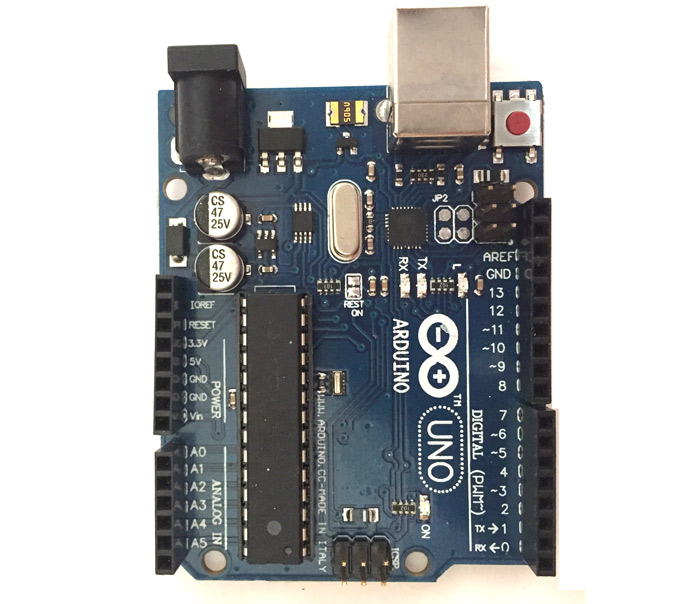 506V
CS
47
25V
CS
47
25V
JP2
RX
TX
L
REST
ON
IOREF
RESET
3.3V
5V
GND
GND
Vin
POWER
A0
A1
A2
A3
A4
A5
ANALOG IN
ARDUINO
TM
UNO
WWW.ARDUINO.CC-MADE IN ITALY
AREF
GND
13
12
~11
~10
~9
8
7
~6
~5
4
~3
2
TX→1
RX←0
DIGITAL (PWM~)
ON
ICSP